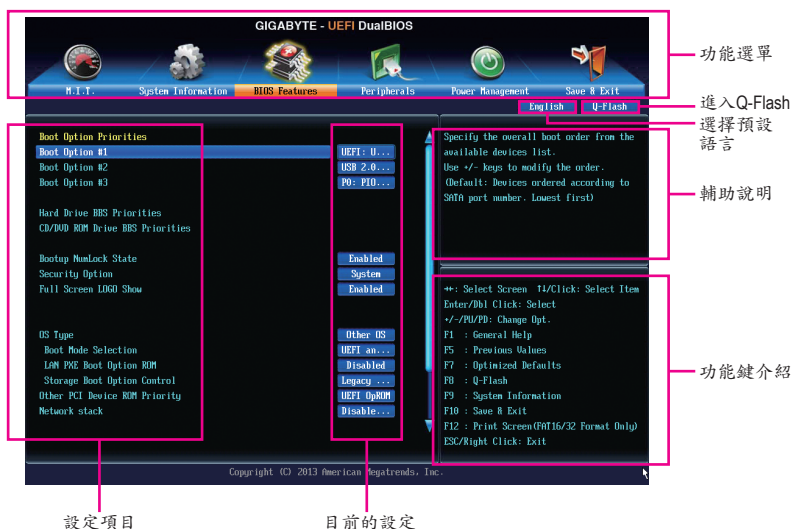 GIGABYTE - UEFI DualBIOS
M.I.T. System Information BIOS Features Peripherals Power Management Save & Exit
功能選單
English Q-Flash
進入Q-Flash
選擇預設
語言
Boot Option Priorities
Boot Option #1 UEFI: U...
Boot Option #2 USB 2.0...
Boot Option #3 P0: PIO...
Hard Drive BBS Priorities
CD/DVD ROM Drive BBS Priorities
Bootup NumLock State Enabled
Security Option System
Full Screen LOGO Show Enabled
OS Type Other OS
Boot Mode Selection UEFI an...
LAN PXE Boot Option ROM Disabled
Storage Boot Option Control Legacy ...
Other PCI Device ROM Priority UEFI OpROM
Network stack Disable...
Specify the overall boot order from the
available devices list.
Use +/- keys to modify the order.
(Default: Devices ordered according to
SATA port number. Lowest first)
輔助說明
→←: Select Screen ↑↓/Click: Select Item
Enter/Dbl Click: Select
+/-/PU/PD: Change Opt.
F1 : General Help
F5 : Previous Values
F7 : Optimized Defaults
F8 : Q-Flash
F9 : System Information
F10 : Save & Exit
F12 : Print Screen(FAT16/32 Format Only)
ESC/Right Click: Exit
功能鍵介紹
Copyright (C) 2013 American Megatrends, Inc.
設定項目
目前的設定